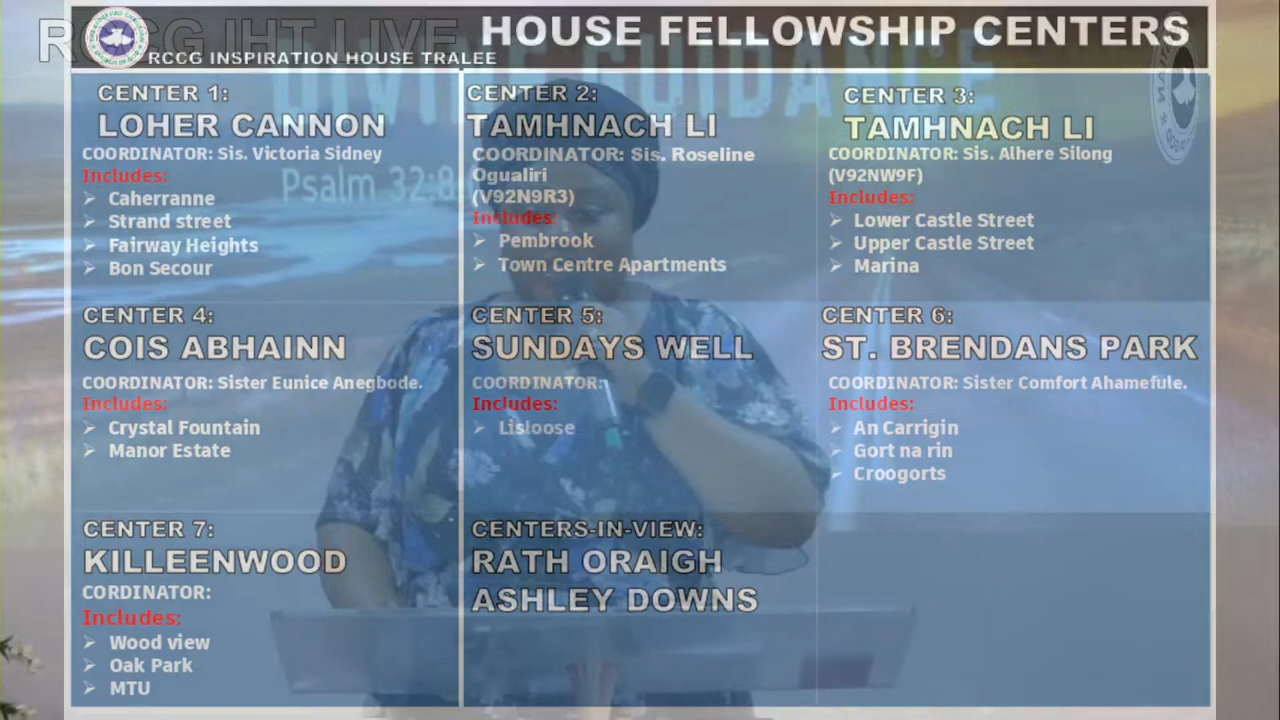 RCCG IHT LIVE
HOUSE FELLOWSHIP CENTERS
RCCG INSPIRATION HOUSE TRALEE
DIVINE GUIDANCE
Psalm 32:8
CENTER 1:
LOHER CANNON
COORDINATOR: Sis. Victoria Sidney
Includes:
➢ Caherranne
➢ Strand street
➢ Fairway Heights
➢ Bon Secour
CENTER 2:
TAMHNACH LI
COORDINATOR: Sis. Roseline
Ogualiri
(V92N9R3)
Includes:
➢ Pembrook
➢ Town Centre Apartments
CENTER 3:
TAMHNACH LI
COORDINATOR: Sis. Alhere Silong
(V92NW9F)
Includes:
➢ Lower Castle Street
➢ Upper Castle Street
➢ Marina
CENTER 4:
COIS ABHAINN
COORDINATOR: Sister Eunice Anegbode.
Includes:
➢ Crystal Fountain
➢ Manor Estate
CENTER 5:
SUNDAYS WELL
COORDINATOR:
Includes:
➢ Lisloose
CENTER 6:
ST. BRENDANS PARK
COORDINATOR: Sister Comfort Ahamefule.
Includes:
➢ An Carrigin
➢ Gort na rin
➢ Croogorts
CENTER 7:
KILLEENWOOD
CORDINATOR:
Includes:
➢ Wood view
➢ Oak Park
➢ MTU
CENTERS-IN-VIEW:
RATH ORAIGH
ASHLEY DOWNS